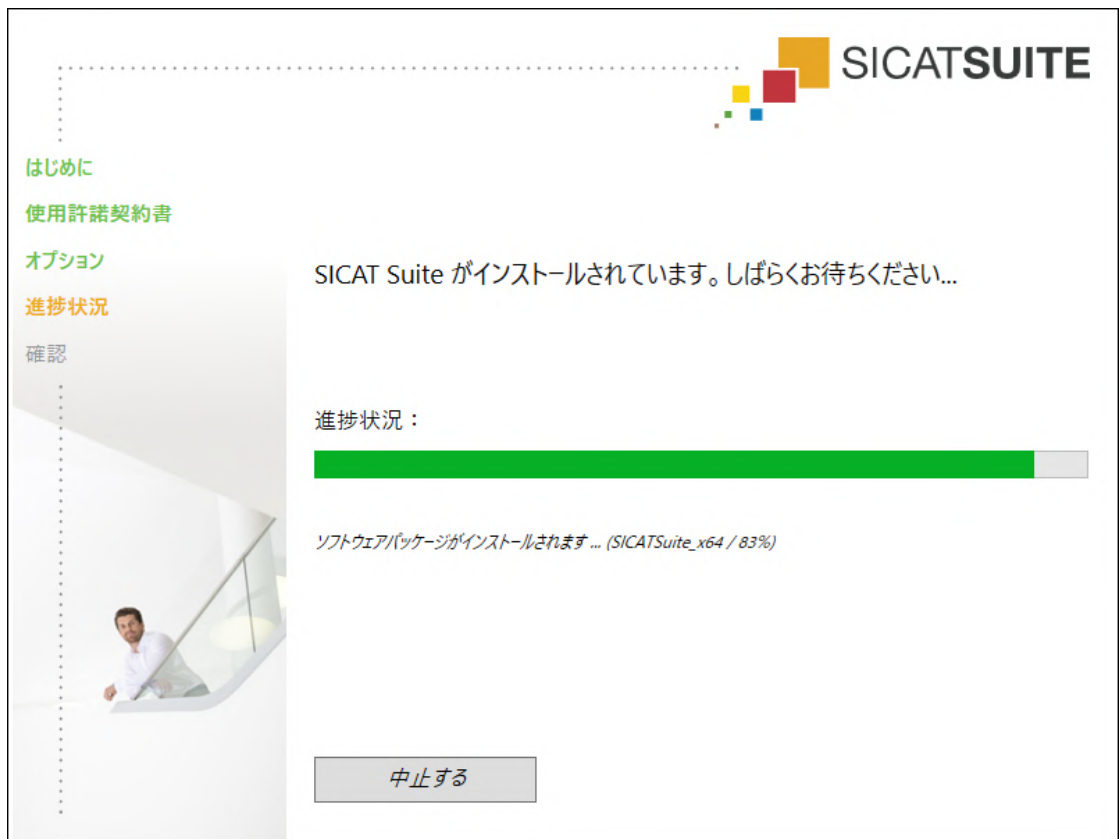 SICATSUITE
はじめに
使用許諾契約書
オプション
進捗状況
確認
SICAT Suite がインストールされています。しばらくお待ちください...
進捗状況：
ソフトウェアパッケージがインストールされます ... (SICATSuite_x64 / 83%)
中止する